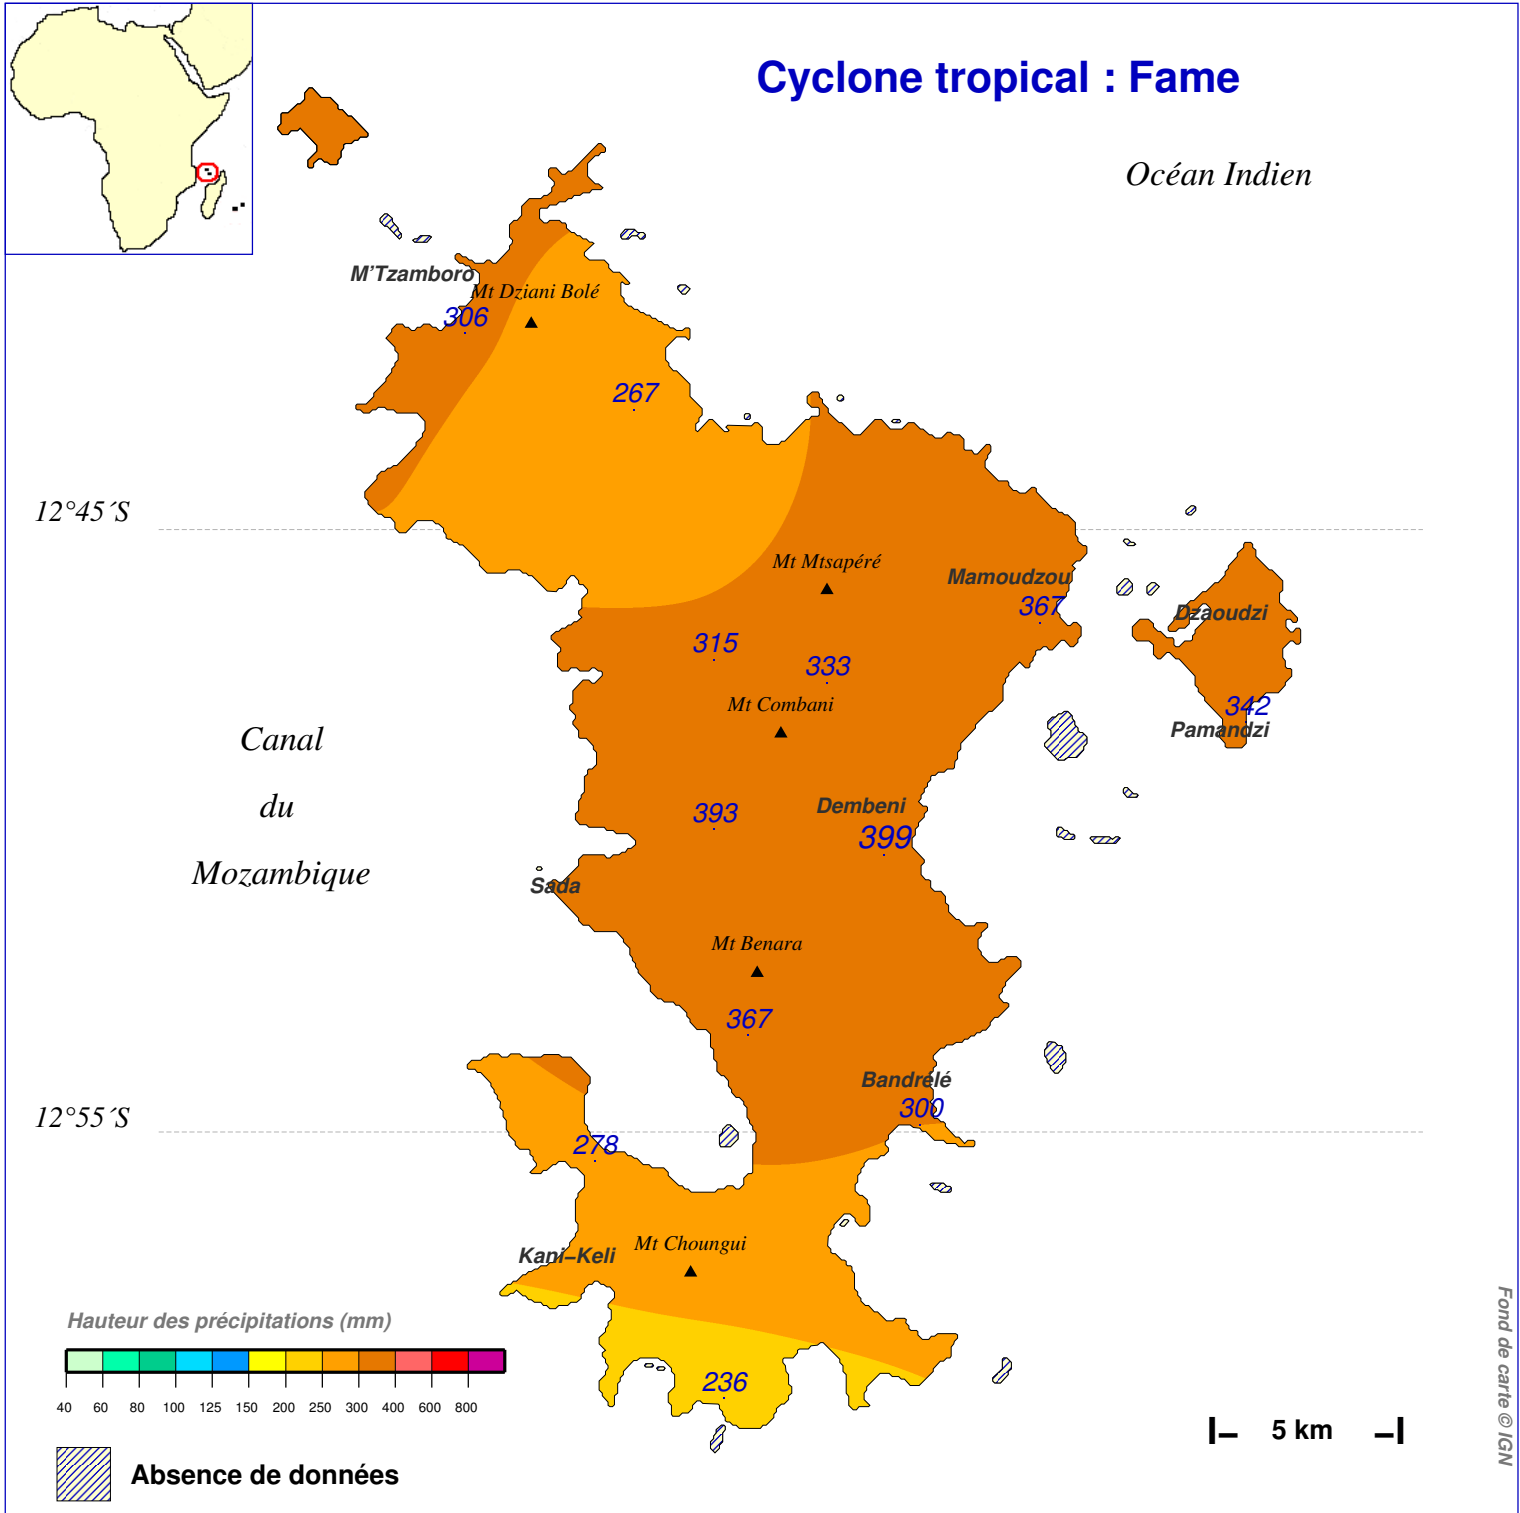 Cyclone tropical : Fame
Océan Indien
M'Tzamboro
Mt Dziani Bolé
306
267
12°45´S
Mt Mtsapéré
Mamoudzou
367
Dzaoudzi
315
333
Mt Combani
342
Pamandzi
Canal
du
Mozambique
393
Dembeni
399
Sada
Mt Benara
367
Bandrélé
300
12°55´S
278
Kani–Keli
Mt Choungui
236
Hauteur des précipitations (mm)
40 60 80 100 125 150 200 250 300 400 600 800
Absence de données
5 km
Fond de carte © IGN